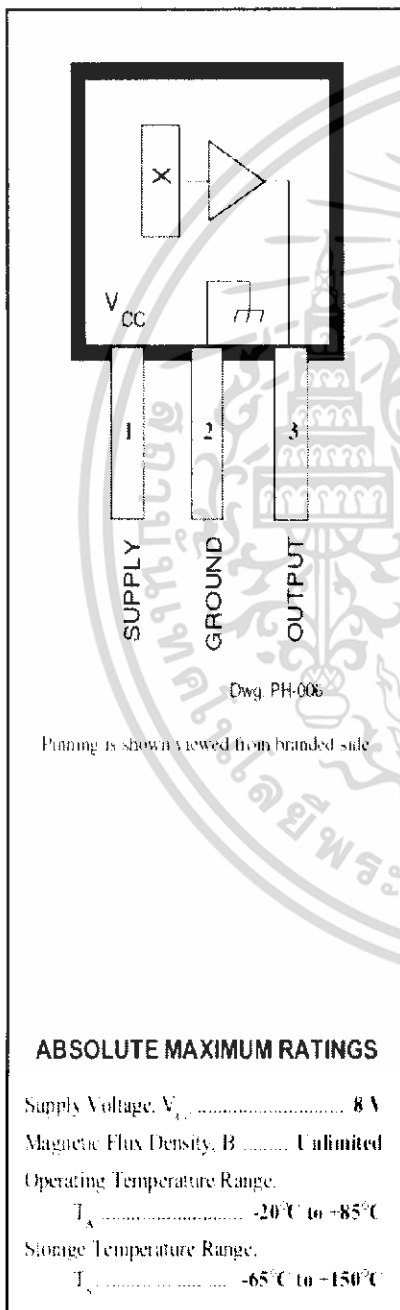 X
V CC
1 2 3
SUPPLY GROUND OUTPUT
Dwg. PH-006
Pinning is shown viewed from branded side
ABSOLUTE MAXIMUM RATINGS
Supply Voltage, V ........................... 8 V
Magnetic Flux Density, B ........ Unlimited
Operating Temperature Range,
T A .......................... -20°C to +85°C
Storage Temperature Range,
T S ..................... -65°C to +150°C